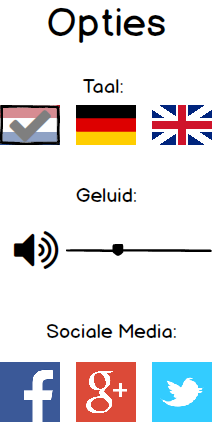 Opties
Taal:
Geluid:
Sociale Media:
f
g+